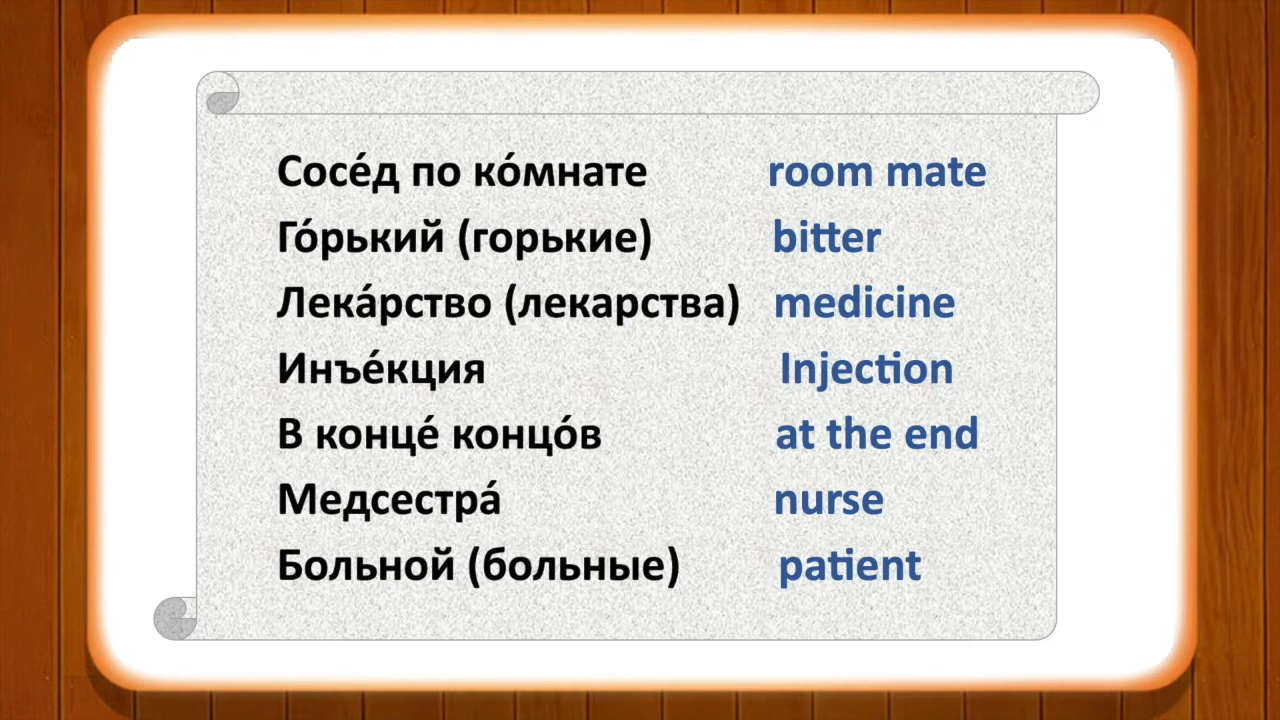 Сосе́д по ко́мнате room mate
Го́рький (горькие) bitter
Лека́рство (лекарства) medicine
Инъе́кция Injection
В конце́ концо́в at the end
Медсестра́ nurse
Больной (больные) patient